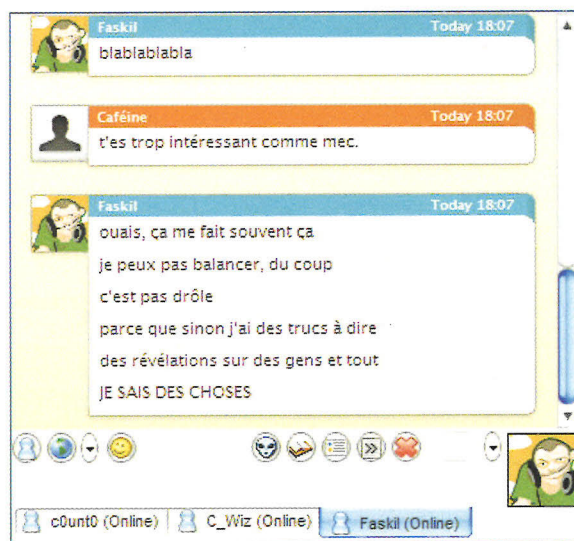 Faskil Today 18:07
blablablabla
Caféine Today 18:07
t'es trop intéressant comme mec.
Faskil Today 18:07
ouais, ça me fait souvent ça
je peux pas balancer, du coup
c'est pas drôle
parce que sinon j'ai des trucs à dire
des révélations sur des gens et tout
JE SAIS DES CHOSES
c0unt0 (Online) C_Wiz (Online) Faskil (Online)